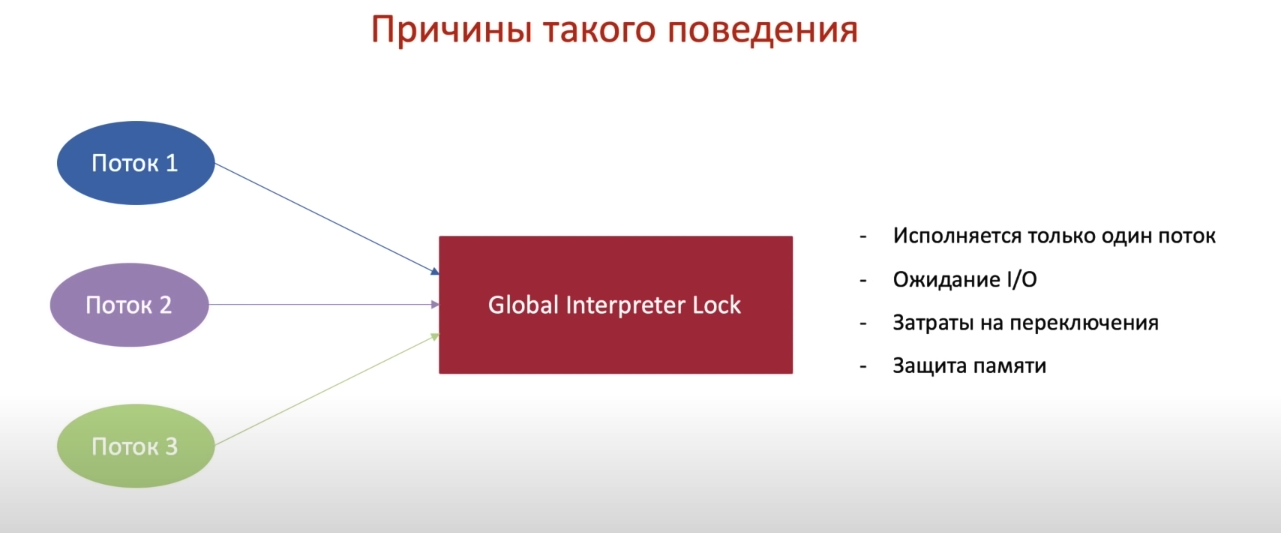 Причины такого поведения
Поток 1
Поток 2
Поток 3
Global Interpreter Lock
- Исполняется только один поток
- Ожидание I/O
- Затраты на переключения
- Защита памяти